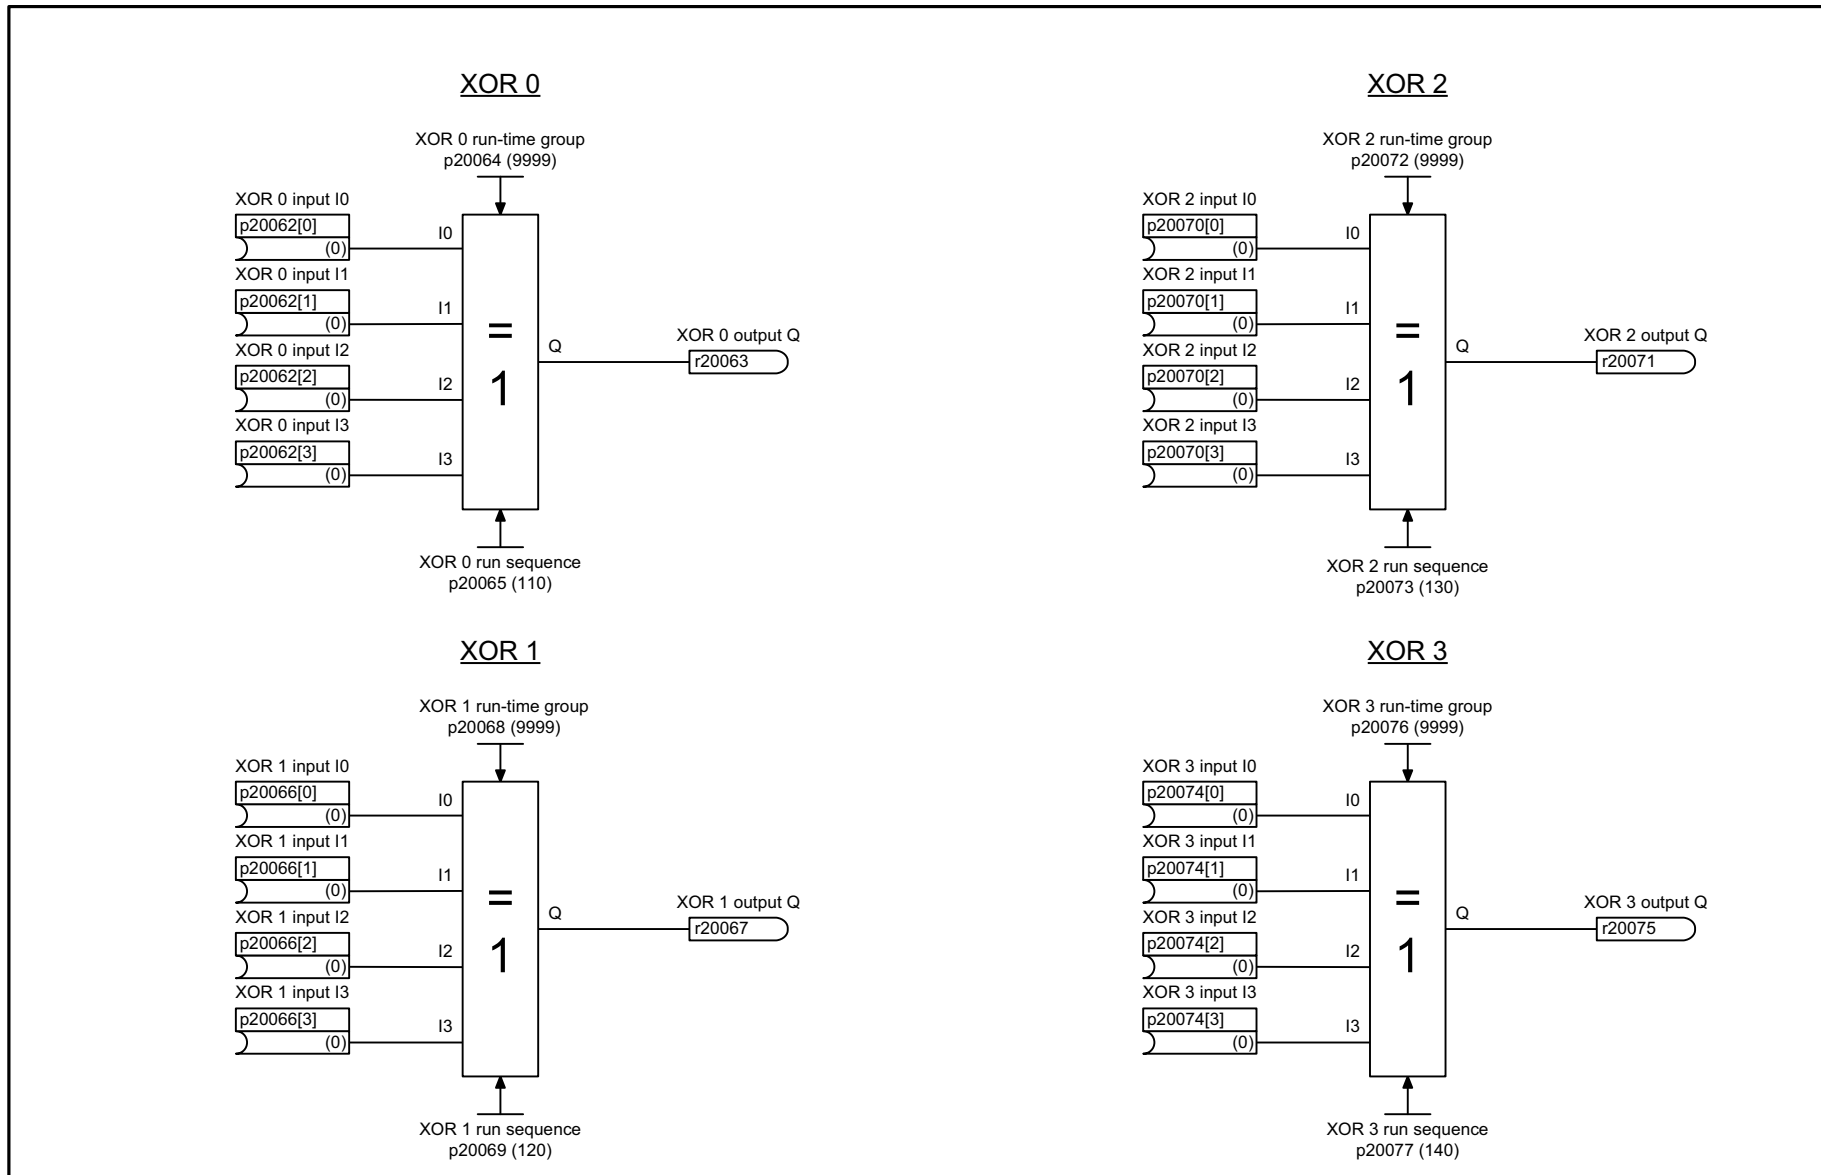 XOR 0
XOR 0 run-time group
p20064 (9999)
XOR 0 input I0
p20062[0]
(0)
I0
XOR 0 input I1
p20062[1]
(0)
I1
XOR 0 input I2
p20062[2]
(0)
I2
XOR 0 input I3
p20062[3]
(0)
I3
=
1
Q
XOR 0 output Q
r20063
XOR 0 run sequence
p20065 (110)
XOR 2
XOR 2 run-time group
p20072 (9999)
XOR 2 input I0
p20070[0]
(0)
I0
XOR 2 input I1
p20070[1]
(0)
I1
XOR 2 input I2
p20070[2]
(0)
I2
XOR 2 input I3
p20070[3]
(0)
I3
=
1
Q
XOR 2 output Q
r20071
XOR 2 run sequence
p20073 (130)
XOR 1
XOR 1 run-time group
p20068 (9999)
XOR 1 input I0
p20066[0]
(0)
I0
XOR 1 input I1
p20066[1]
(0)
I1
XOR 1 input I2
p20066[2]
(0)
I2
XOR 1 input I3
p20066[3]
(0)
I3
=
1
Q
XOR 1 output Q
r20067
XOR 1 run sequence
p20069 (120)
XOR 3
XOR 3 run-time group
p20076 (9999)
XOR 3 input I0
p20074[0]
(0)
I0
XOR 3 input I1
p20074[1]
(0)
I1
XOR 3 input I2
p20074[2]
(0)
I2
XOR 3 input I3
p20074[3]
(0)
I3
=
1
Q
XOR 3 output Q
r20075
XOR 3 run sequence
p20077 (140)